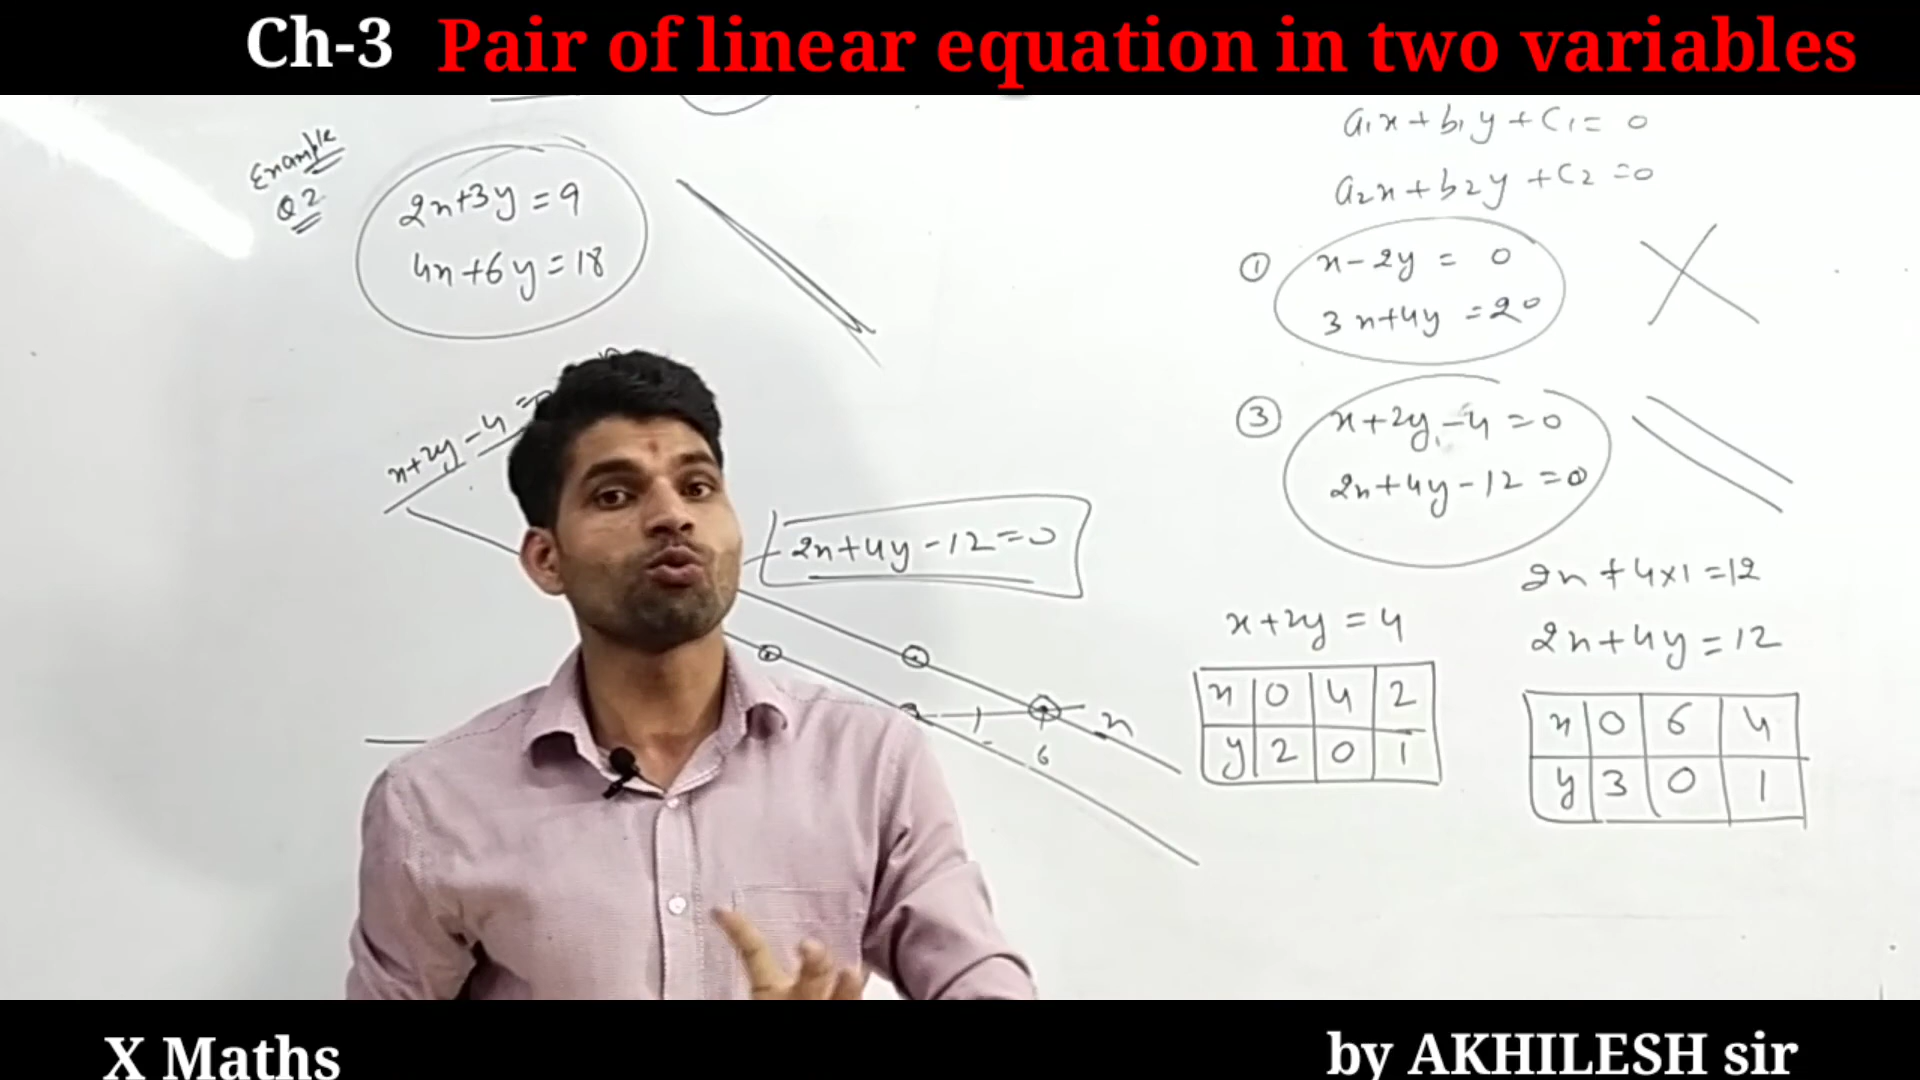 Ch-3 Pair of linear equation in two variables
Example
Q2
2x+3y=9
4x+6y=18
x+2y-4=
2x+4y-12=0
x
6
a₁x+b₁y+c₁=0
a₂x+b₂y+c₂=0
① x-2y=0
3x+4y=20
③ x+2y-4=0
2x+4y-12=0
x+2y=4
x 0 4 2
y 2 0 1
2x+4×1=12
2x+4y=12
x 0 6 4
y 3 0 1
X Maths
by AKHILESH sir